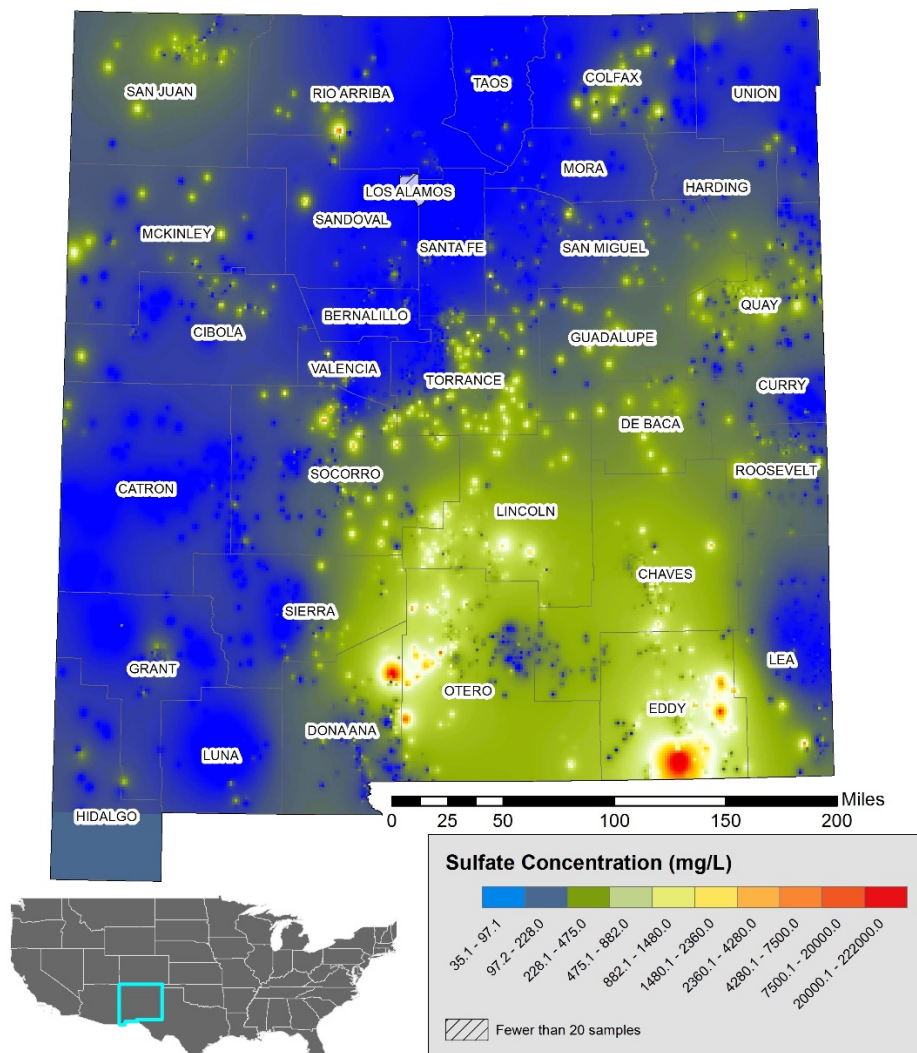 TAOS
COLFAX
SAN JUAN
RIO ARRIBA
UNION
MORA
HARDING
LOS ALAMOS
SANDOVAL
MCKINLEY
SANTA FE
SAN MIGUEL
QUAY
BERNALILLO
CIBOLA
GUADALUPE
VALENCIA
TORRANCE
CURRY
DE BACA
SOCORRO
ROOSEVELT
CATRON
LINCOLN
CHAVES
SIERRA
LEA
GRANT
OTERO
EDDY
DONA ANA
LUNA
HIDALGO
Miles
0 25 50 100 150 200
Sulfate Concentration (mg/L)
35.1 - 97.1
97.2 - 228.0
228.1 - 475.0
475.1 - 882.0
882.1 - 1480.0
1480.1 - 2360.0
2360.1 - 4280.0
4280.1 - 7500.0
7500.1 - 20000.0
20000.1 - 222000.0
Fewer than 20 samples